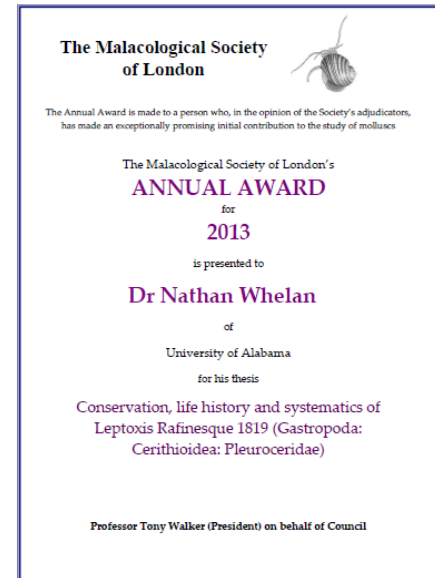 The Malacological Society
of London
The Annual Award is made to a person who, in the opinion of the Society's adjudicators,
has made an exceptionally promising initial contribution to the study of molluscs
The Malacological Society of London's
ANNUAL AWARD
for
2013
is presented to
Dr Nathan Whelan
of
University of Alabama
for his thesis
Conservation, life history and systematics of
Leptoxis Rafinesque 1819 (Gastropoda:
Cerithioidea: Pleuroceridae)
Professor Tony Walker (President) on behalf of Council